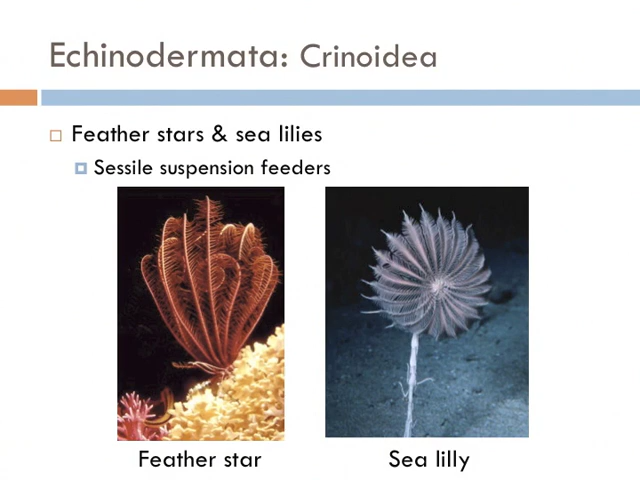 Echinodermata: Crinoidea
Feather stars & sea lilies
Sessile suspension feeders
Feather star
Sea lilly